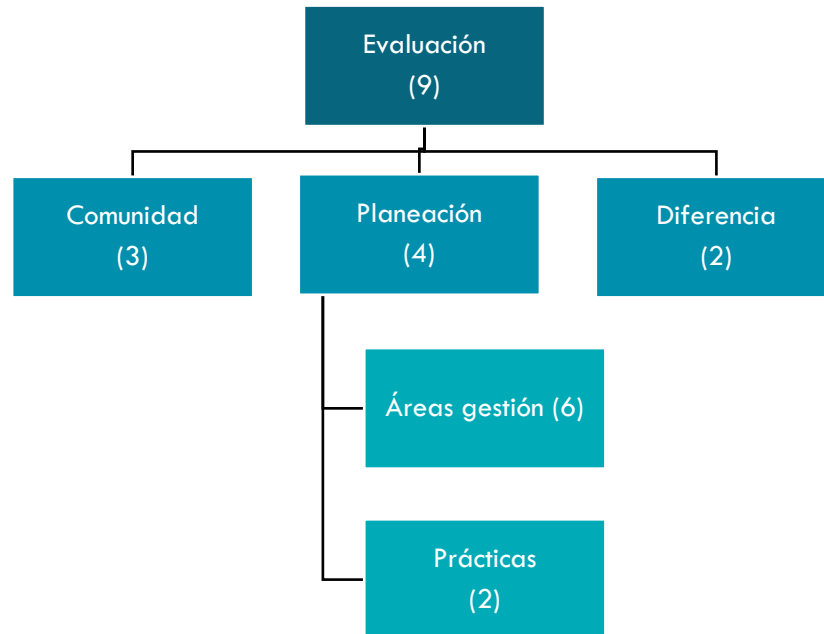 Evaluación
(9)
Comunidad
(3)
Planeación
(4)
Diferencia
(2)
Áreas gestión (6)
Prácticas
(2)